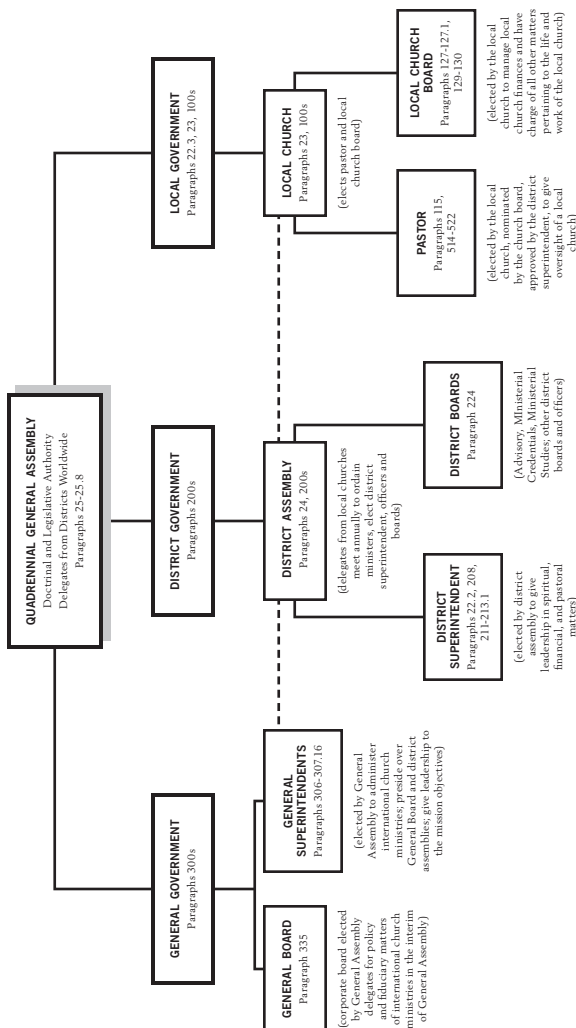 QUADRENNIAL GENERAL ASSEMBLY
Doctrinal and Legislative Authority
Delegates from Districts Worldwide
Paragraphs 25-25.8
GENERAL GOVERNMENT
Paragraphs 300s
DISTRICT GOVERNMENT
Paragraphs 200s
LOCAL GOVERNMENT
Paragraphs 22.3, 23, 100s
GENERAL BOARD
Paragraph 335
(corporate board elected
by General Assembly
delegates for policy
and fiduciary matters
of international church
ministries in the interim
of General Assembly)
GENERAL
SUPERINTENDENTS
Paragraphs 306-307.16
(elected by General
Assembly to administer
international church
ministries; preside over
General Board and district
assemblies; give leadership to
the mission objectives)
DISTRICT ASSEMBLY
Paragraphs 24, 200s
(delegates from local churches
meet annually to ordain
ministers, elect district
superintendent, officers and
boards)
LOCAL CHURCH
Paragraphs 23, 100s
(elects pastor and local
church board)
DISTRICT
SUPERINTENDENT
Paragraphs 22.2, 208,
211-213.1
(elected by district
assembly to give
leadership in spiritual,
financial, and pastoral
matters)
DISTRICT BOARDS
Paragraph 224
(Advisory, MInisterial
Credentials, Ministerial
Studies; other district
boards and officers)
PASTOR
Paragraphs 115,
514-522
(elected by the local
church, nominated
by the church board,
approved by the district
superintendent, to give
oversight of a local
church)
LOCAL CHURCH
BOARD
Paragraphs 127-127.1,
129-130
(elected by the local
church to manage local
church finances and have
charge of all other matters
pertaining to the life and
work of the local church)